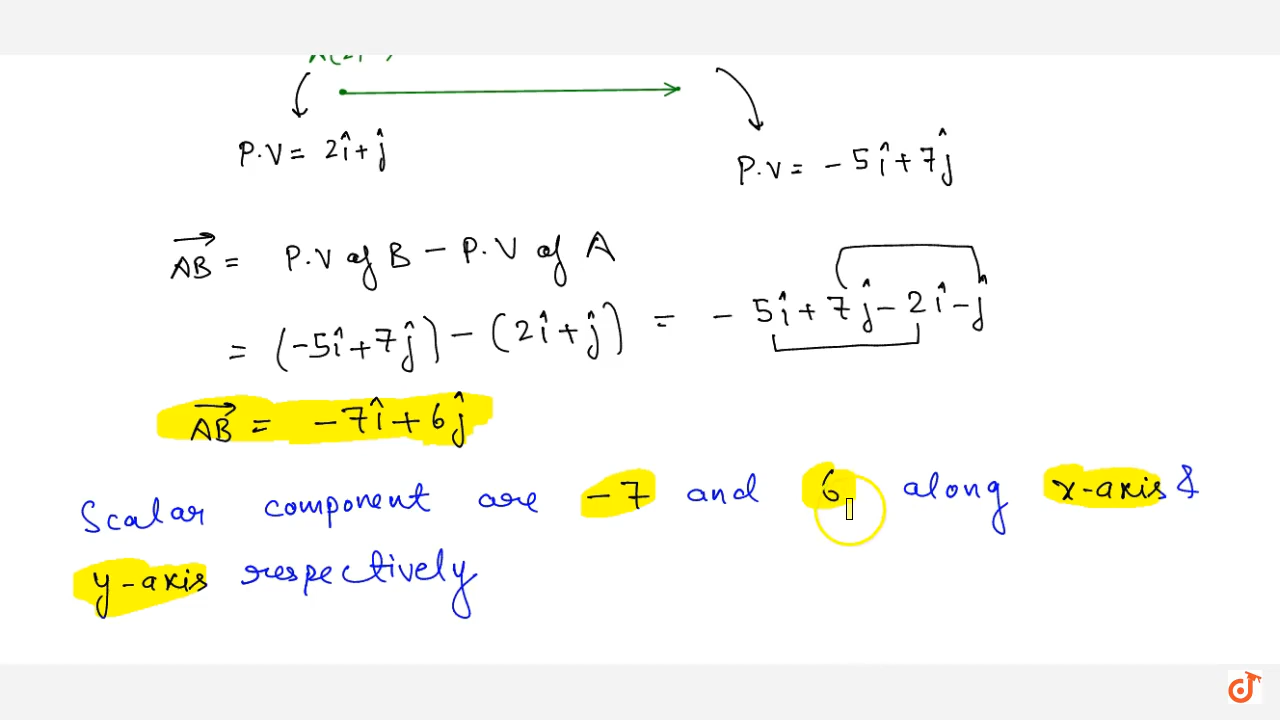 P.V = 2î+ĵ
P.V = -5î+7ĵ
AB⃗ = P.V of B - P.V of A
= (-5î+7ĵ) - (2î+ĵ) = -5î+7ĵ-2î-ĵ
AB⃗ = -7î+6ĵ
Scalar component are -7 and 6 along x-axis &
y-axis respectively